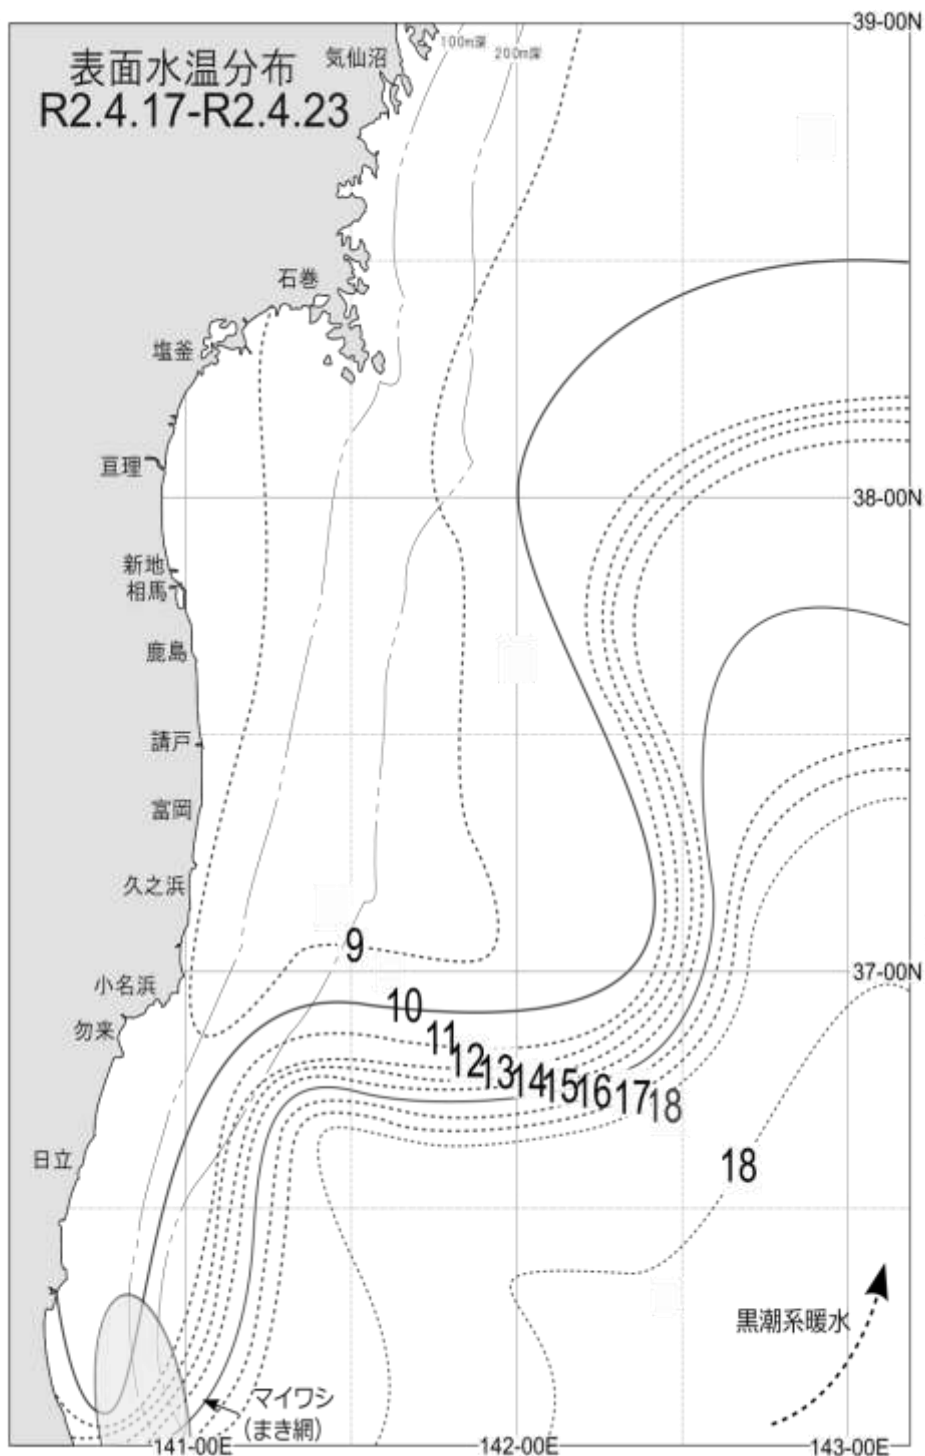 39-00N
表面水温分布
R2.4.17-R2.4.23
気仙沼
100m深
200m深
石巻
塩釜
亘理
38-00N
新地
相馬
鹿島
請戸
富岡
久之浜
9
37-00N
小名浜
10
勿来
11
12
13
14
15
16
17
18
日立
18
黒潮系暖水
マイワシ
(まき網)
141-00E
142-00E
143-00E